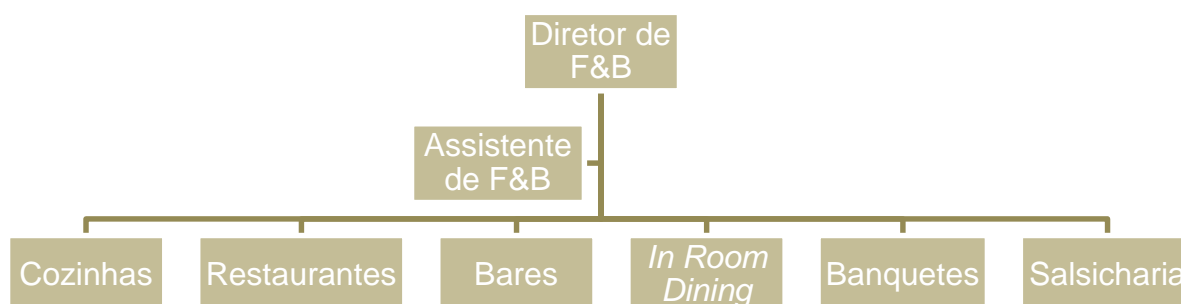 Diretor de
F&B
Assistente
de F&B
Cozinhas
Restaurantes
Bares
In Room
Dining
Banquetes
Salsicharia